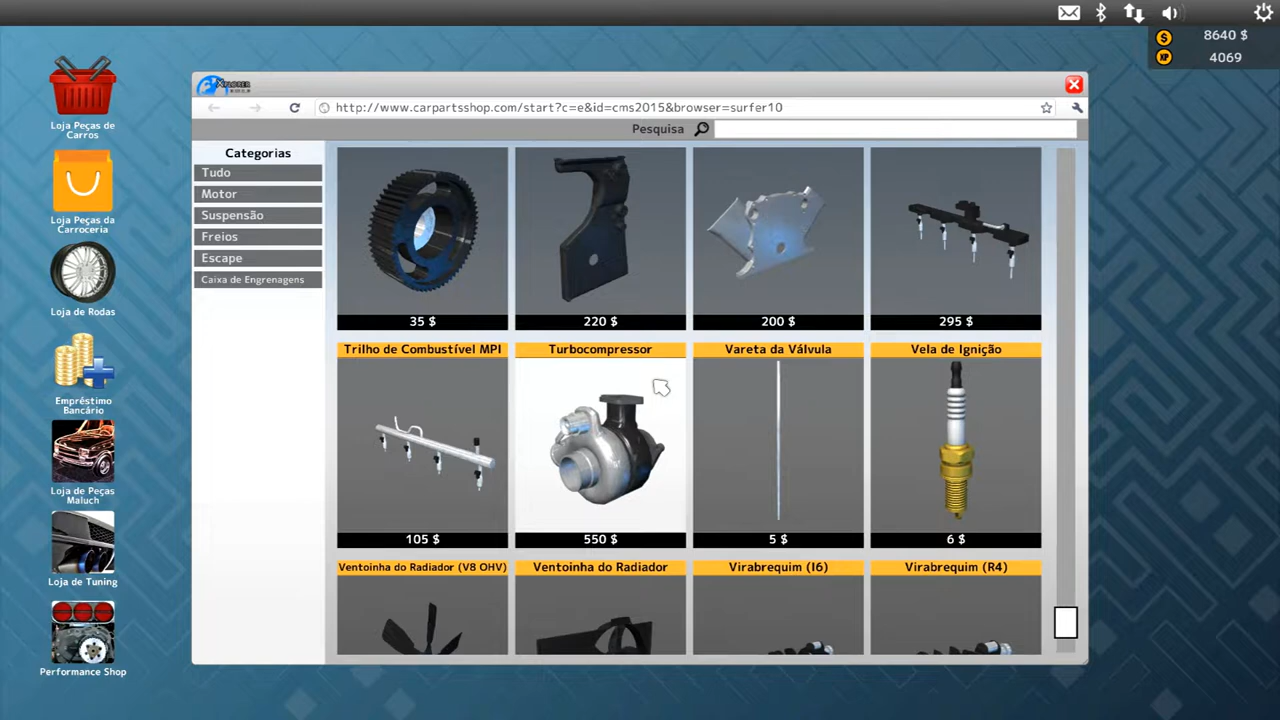 8640 $
4069
XPLORER
http://www.carpartsshop.com/start?c=e&id=cms2015&browser=surfer10
Pesquisa
Categorias
Tudo
Motor
Suspensão
Freios
Escape
Caixa de Engrenagens
Loja Peças de
Carros
Loja Peças da
Carroceria
Loja de Rodas
Empréstimo
Bancário
Loja de Peças
Maluch
Loja de Tuning
Performance Shop
35 $
220 $
200 $
295 $
Trilho de Combustível MPI
Turbocompressor
Vareta da Válvula
Vela de Ignição
105 $
550 $
5 $
6 $
Ventoinha do Radiador (V8 OHV)
Ventoinha do Radiador
Virabrequim (I6)
Virabrequim (R4)